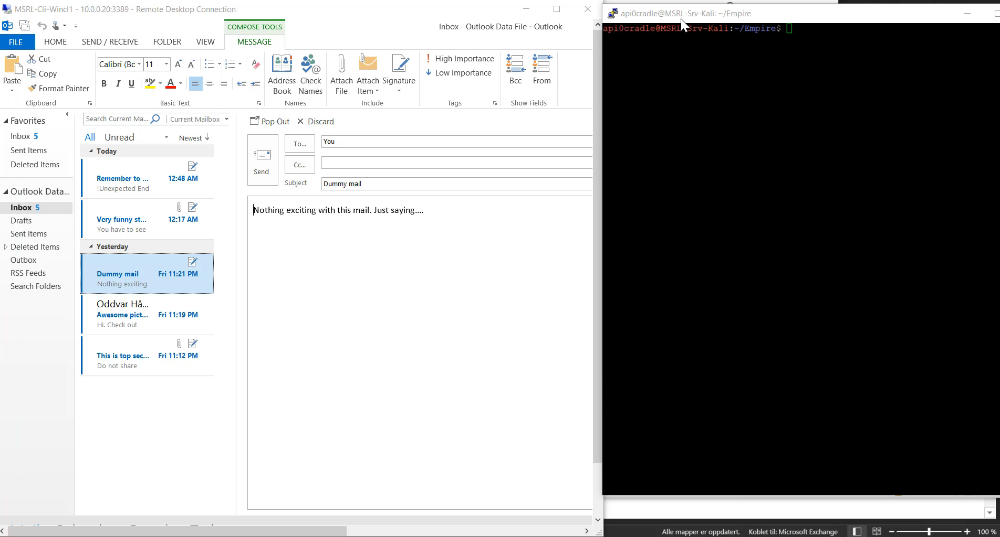 MSRL-Cli-Wincl1 - 10.0.0.20:3389 - Remote Desktop Connection
COMPOSE TOOLS
Inbox - Outlook Data File - Outlook
FILE HOME SEND / RECEIVE FOLDER VIEW MESSAGE
Paste
Cut
Copy
Format Painter
Clipboard
Calibri (Bc 11
B I U ab A
Basic Text
Address Book
Check Names
Names
Attach File
Attach Item
Signature
Include
High Importance
Low Importance
Tags
Bcc
From
Show Fields
Favorites
Inbox 5
Sent Items
Deleted Items
Outlook Data...
Inbox 5
Drafts
Sent Items
Deleted Items
Outbox
RSS Feeds
Search Folders
Search Current Ma... Current Mailbox
All Unread Newest
Today
Remember to ... 12:48 AM
!Unexpected End
Very funny st... 12:17 AM
You have to see
Yesterday
Dummy mail Fri 11:21 PM
Nothing exciting
Oddvar Hå...
Awesome pict... Fri 11:19 PM
Hi. Check out
This is top sec... Fri 11:12 PM
Do not share
Pop Out Discard
Send
To... You
Cc...
Subject Dummy mail
Nothing exciting with this mail. Just saying....
api0cradle@MSRL-Srv-Kali: ~/Empire
api0cradle@MSRL-Srv-Kali:~/Empire$
Alle mapper er oppdatert. Koblet til: Microsoft Exchange 100 %